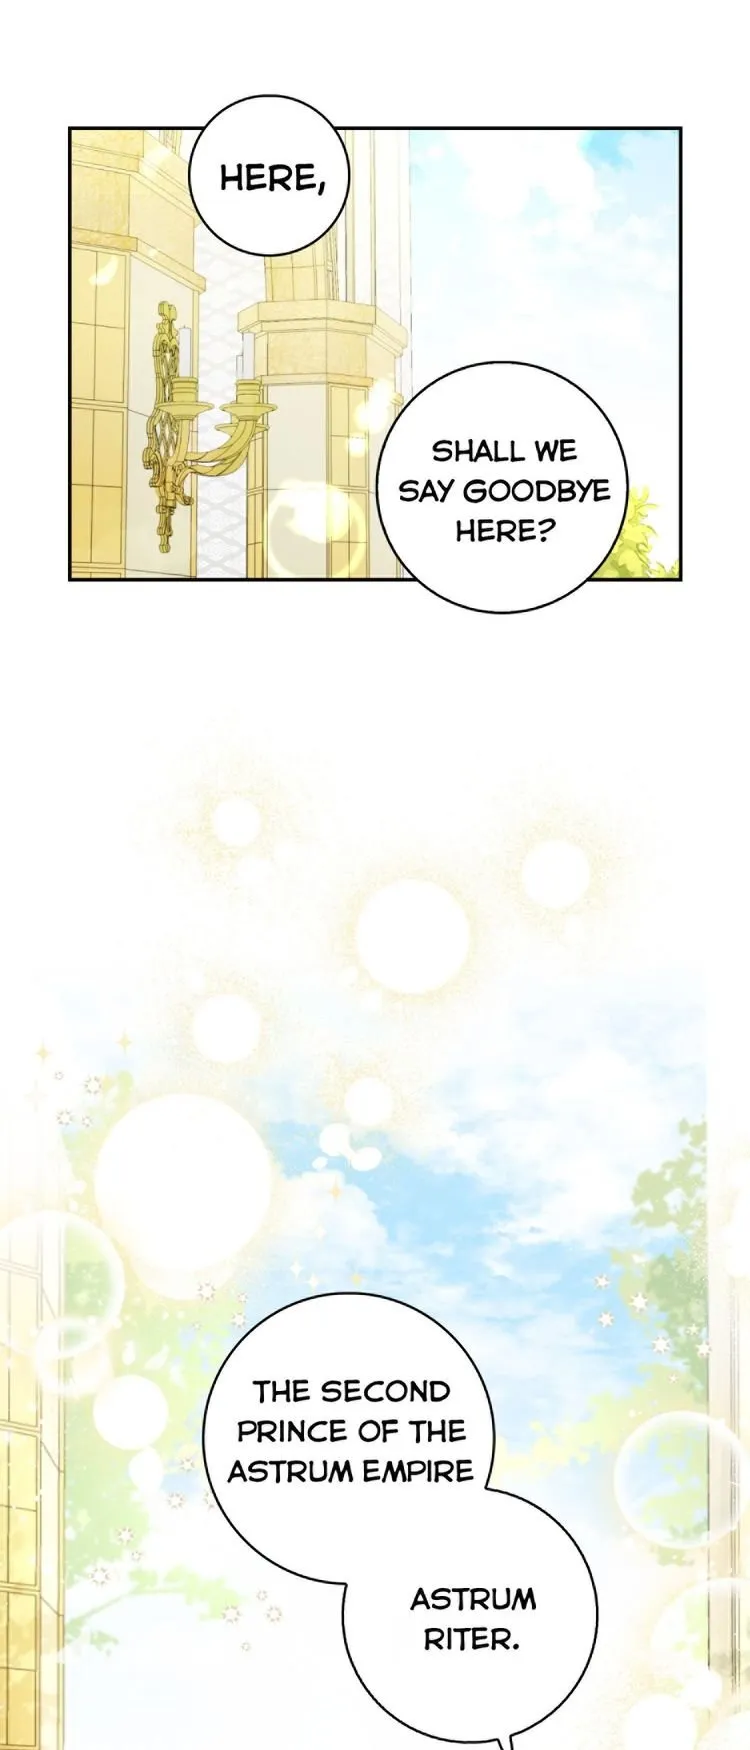 HERE,
SHALL WE
SAY GOODBYE
HERE?
THE SECOND
PRINCE OF THE
ASTRUM EMPIRE
ASTRUM
RITER.